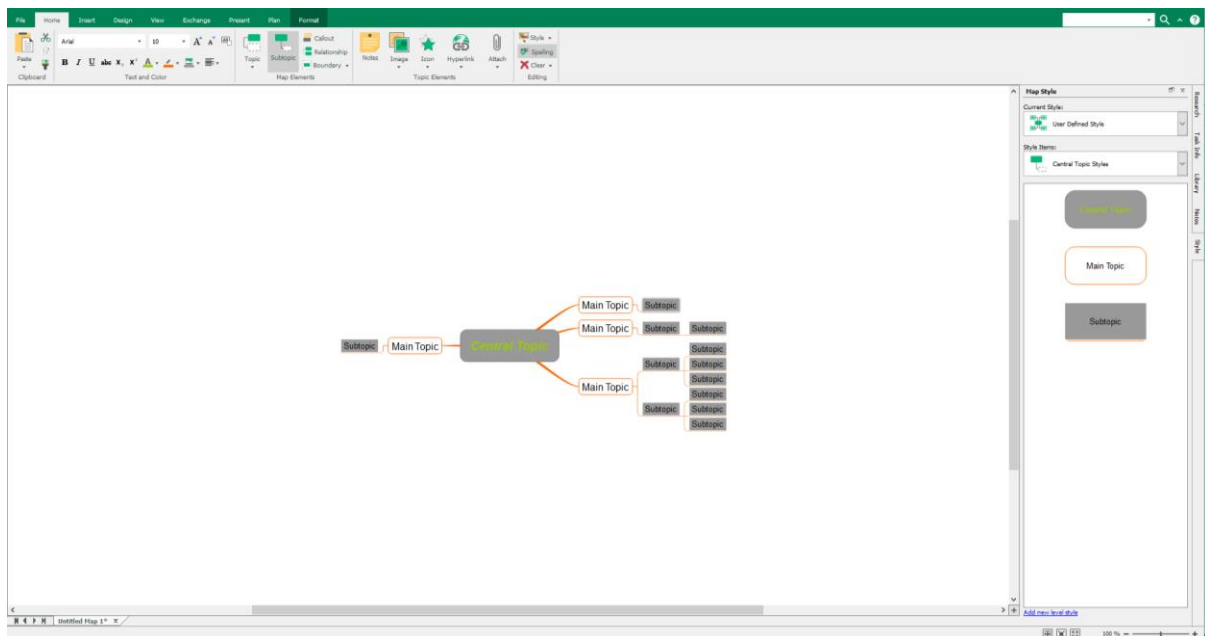 File Home Insert Design View Exchange Present Plan Format
Paste
Arial 10
B I U abc X, X'
Topic
Subtopic
Callout
Relationship
Boundary
Notes
Image
Icon
Hyperlink
Attach
Style
Spelling
Clear
Clipboard Text and Color Map Elements Topic Elements Editing
Main Topic Subtopic
Main Topic Subtopic Subtopic
Subtopic Main Topic Central Topic
Subtopic
Subtopic Subtopic
Subtopic
Main Topic
Subtopic
Subtopic Subtopic
Subtopic
Map Style
Current Style:
User Defined Style
Style Items:
Central Topic Styles
Central Topic
Main Topic
Subtopic
Add new level style
Research
Task Info
Library
Notes
Style
Untitled Map 1*
100 %